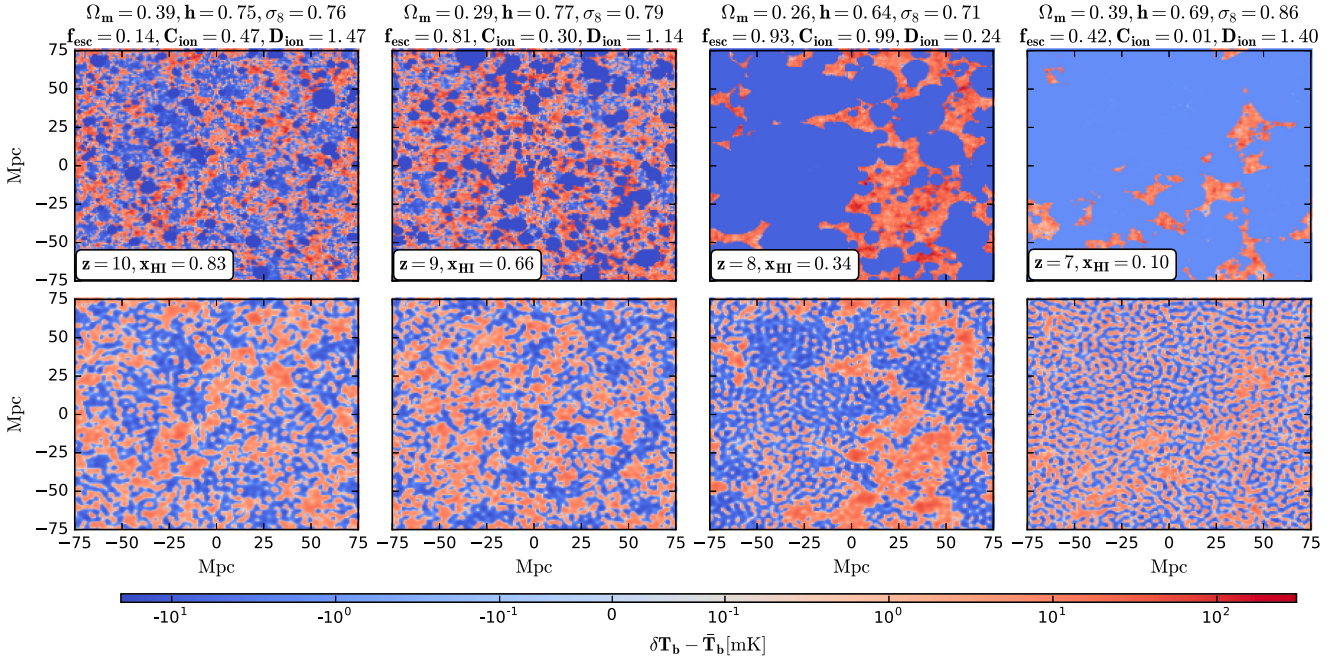 Ωm = 0.39, h = 0.75, σ8 = 0.76
fesc = 0.14, Cion = 0.47, Dion = 1.47
Ωm = 0.29, h = 0.77, σ8 = 0.79
fesc = 0.81, Cion = 0.30, Dion = 1.14
Ωm = 0.26, h = 0.64, σ8 = 0.71
fesc = 0.93, Cion = 0.99, Dion = 0.24
Ωm = 0.39, h = 0.69, σ8 = 0.86
fesc = 0.42, Cion = 0.01, Dion = 1.40
75
50
25
0
−25
−50
−75
Mpc
z = 10, xHI = 0.83
z = 9, xHI = 0.66
z = 8, xHI = 0.34
z = 7, xHI = 0.10
75
50
25
0
−25
−50
−75
Mpc
−75 −50 −25 0 25 50 75
−75 −50 −25 0 25 50 75
−75 −50 −25 0 25 50 75
−75 −50 −25 0 25 50 75
Mpc Mpc Mpc Mpc
-10¹ -10⁰ -10⁻¹ 0 10⁻¹ 10⁰ 10¹ 10²
δTb − T̄b[mK]